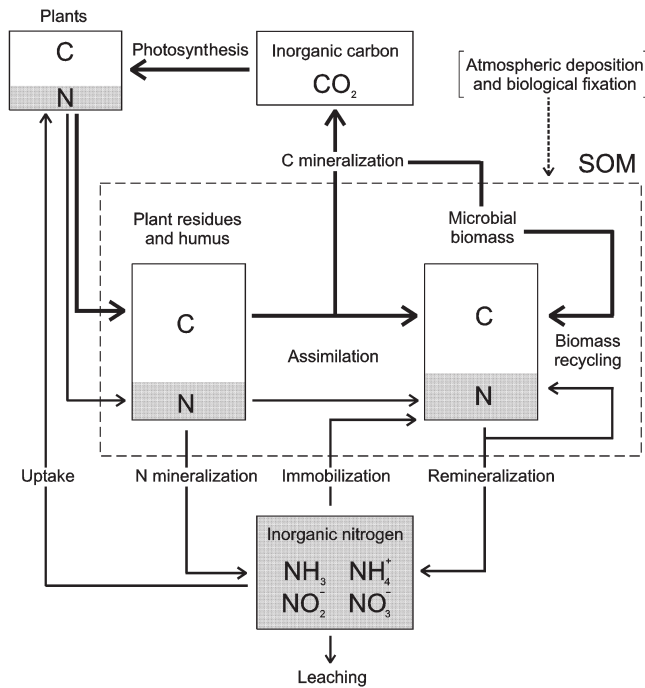 Plants
C
N
Photosynthesis
Inorganic carbon
CO₂
Atmospheric deposition
and biological fixation
C mineralization
SOM
Plant residues
and humus
Microbial
biomass
C
N
Assimilation
C
N
Biomass
recycling
Uptake
N mineralization
Immobilization
Remineralization
Inorganic nitrogen
NH₃ NH₄⁺
NO₂⁻ NO₃⁻
Leaching